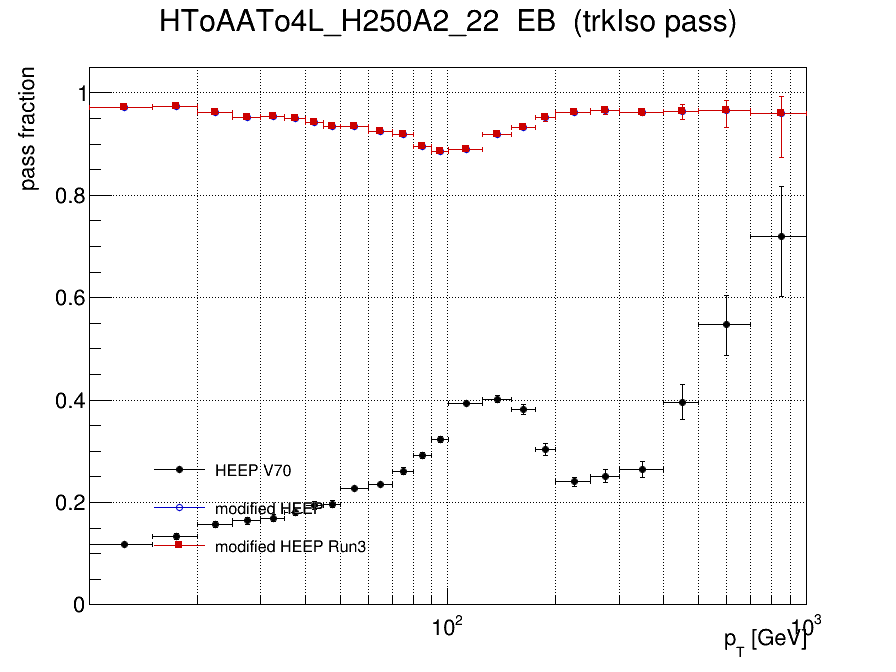 HToAATo4L_H250A2_22 EB (trkIso pass)
pass fraction
1
0.8
0.6
0.4
0.2
0
HEEP V70
modified HEEP
modified HEEP Run3
10²
10³
p_T [GeV]